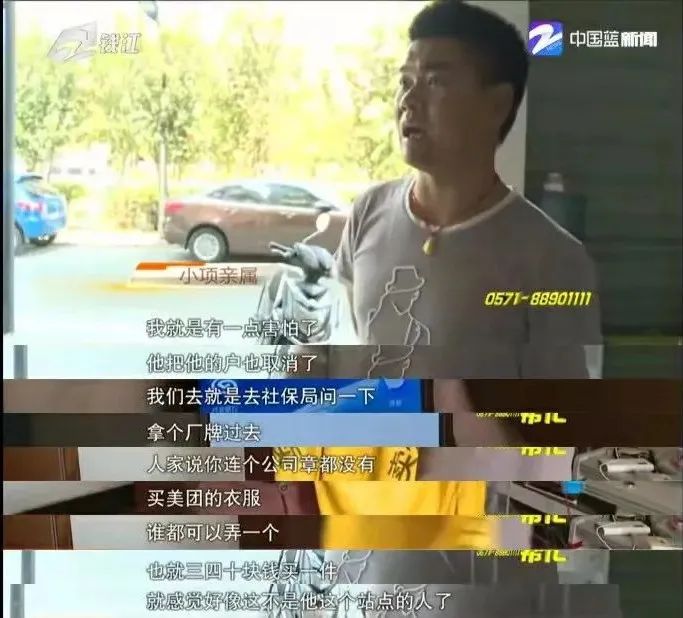 钱江
中国蓝新闻
NEWS
小项亲属
0571-88901111
我就是有一点害怕了
他把他的户也取消了
我们去就是去社保局问一下
拿个厂牌过去
人家说你连个公司章都没有
买美团的衣服
谁都可以弄一个
0571-88901111
也就三四十块钱买一件
就感觉好像这不是他这个站点的人了